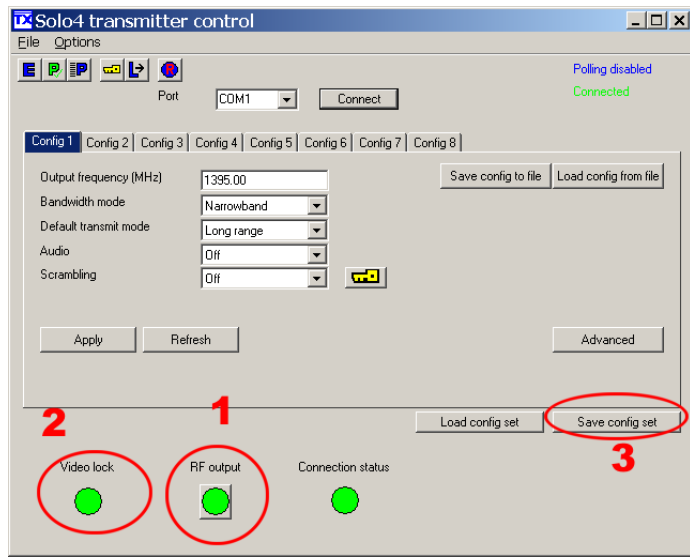 TX Solo4 transmitter control
File Options
E P P R
Polling disabled
Port COM1 Connect
Connected
Config 1 Config 2 Config 3 Config 4 Config 5 Config 6 Config 7 Config 8
Output frequency (MHz) 1395.00 Save config to file Load config from file
Bandwidth mode Narrowband
Default transmit mode Long range
Audio Off
Scrambling Off
Apply Refresh Advanced
Load config set Save config set
2 1 3
Video lock RF output Connection status